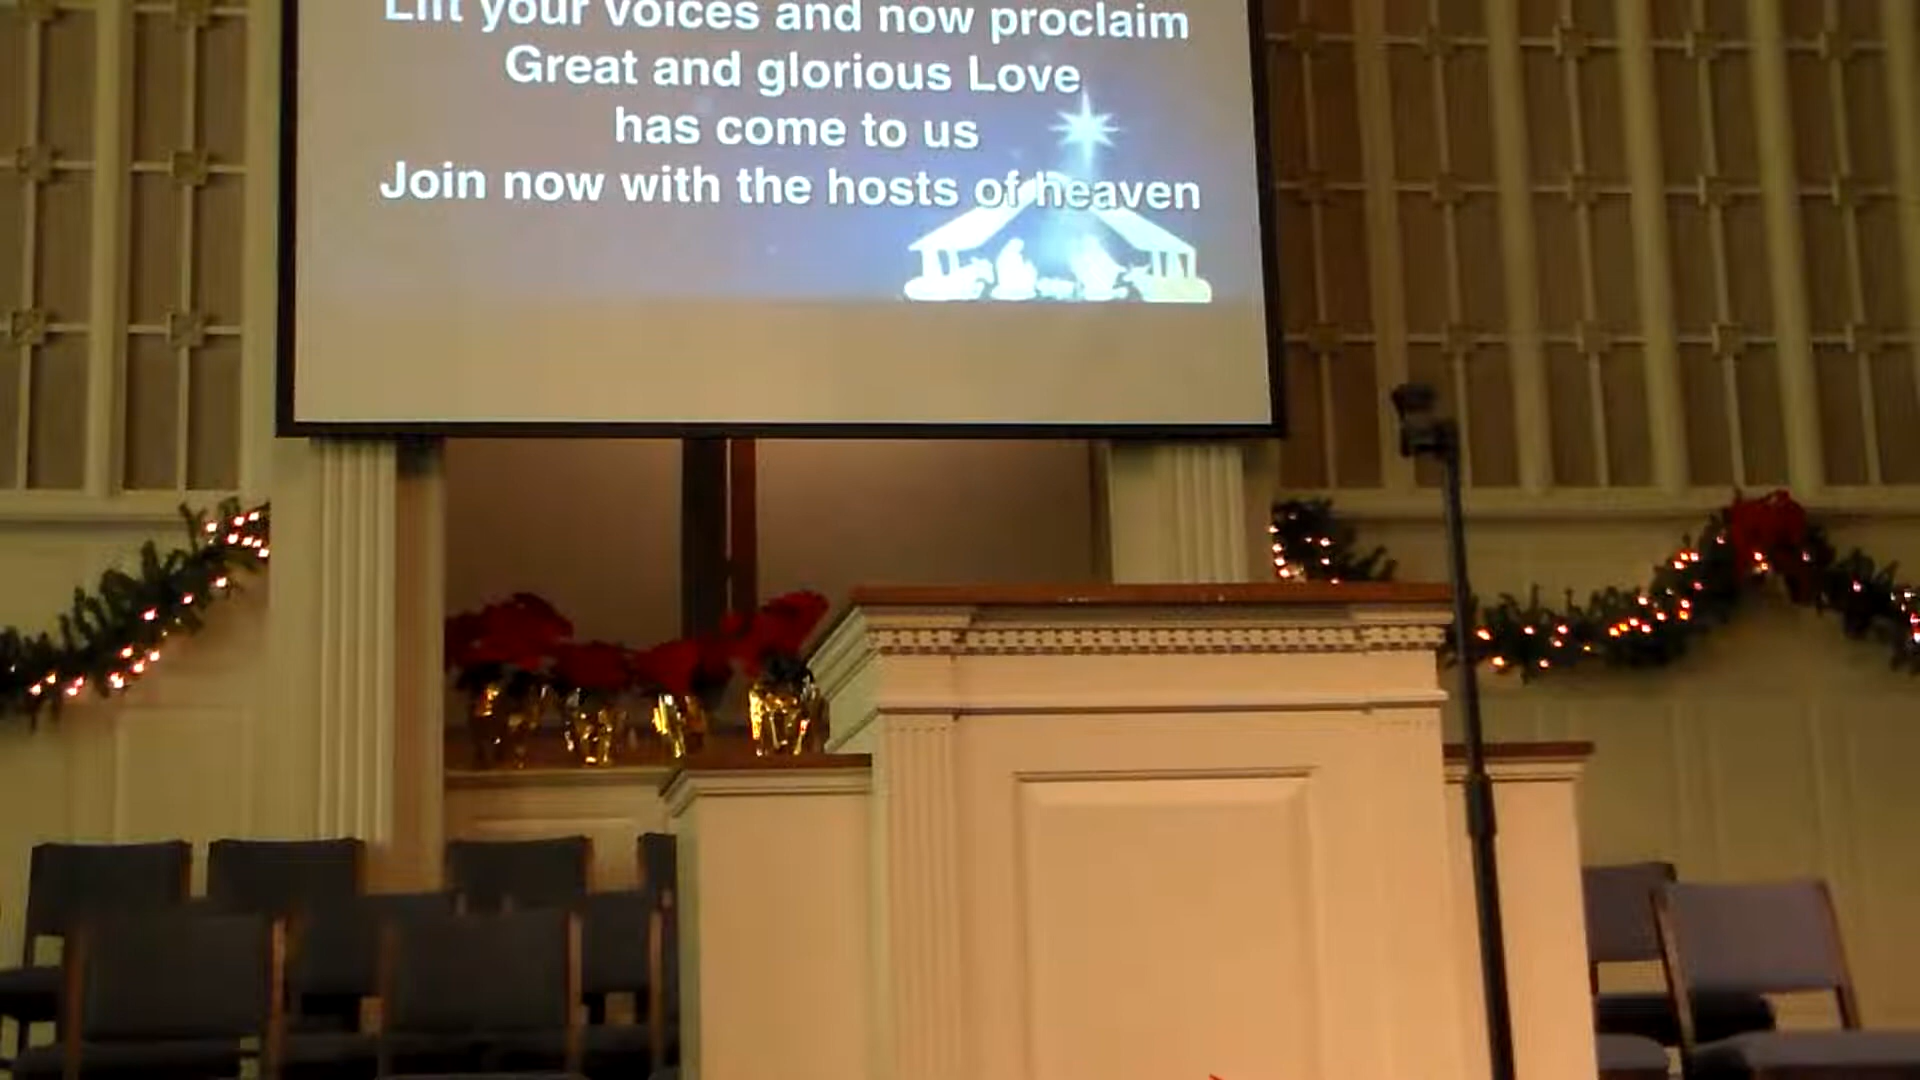 Lift your voices and now proclaim
Great and glorious Love
has come to us
Join now with the hosts of heaven